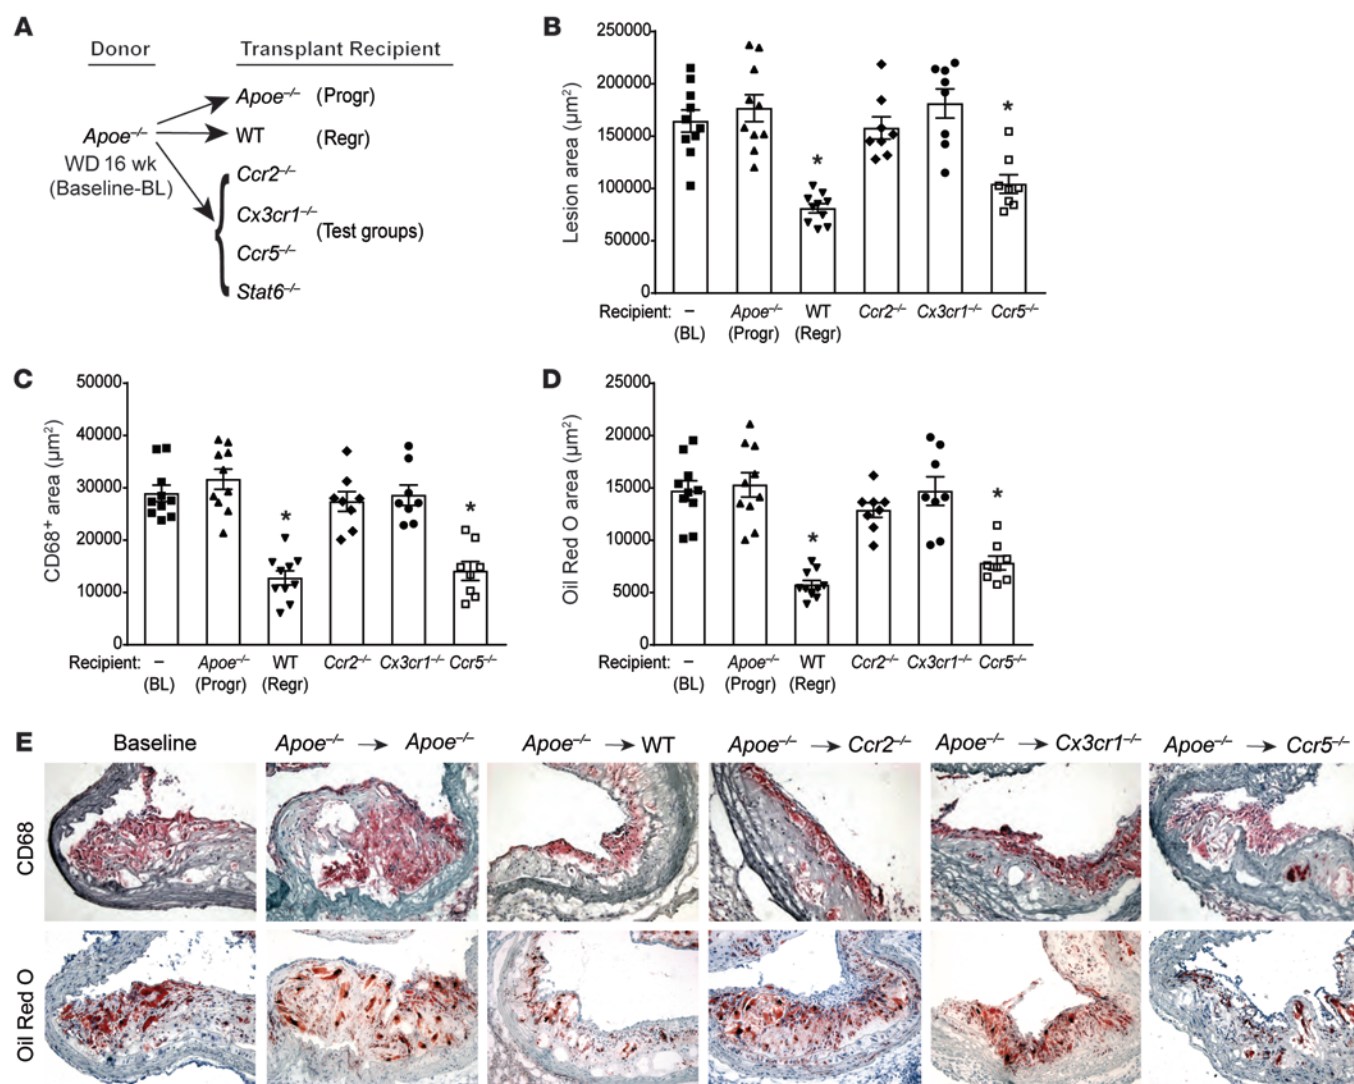 A
Donor
Transplant Recipient
Apoe–/– (Progr)
Apoe–/–
WT (Regr)
WD 16 wk
(Baseline-BL)
Ccr2–/–
Cx3cr1–/–
(Test groups)
Ccr5–/–
Stat6–/–
B
Lesion area (µm²)
250000
200000
150000
100000
50000
0
* *
Recipient: – Apoe–/– WT Ccr2–/– Cx3cr1–/– Ccr5–/–
(BL) (Progr) (Regr)
C
CD68+ area (µm²)
50000
40000
30000
20000
10000
0
* *
Recipient: – Apoe–/– WT Ccr2–/– Cx3cr1–/– Ccr5–/–
(BL) (Progr) (Regr)
D
Oil Red O area (µm²)
25000
20000
15000
10000
5000
0
* *
Recipient: – Apoe–/– WT Ccr2–/– Cx3cr1–/– Ccr5–/–
(BL) (Progr) (Regr)
E
Baseline Apoe–/– → Apoe–/– Apoe–/– → WT Apoe–/– → Ccr2–/– Apoe–/– → Cx3cr1–/– Apoe–/– → Ccr5–/–
CD68
Oil Red O